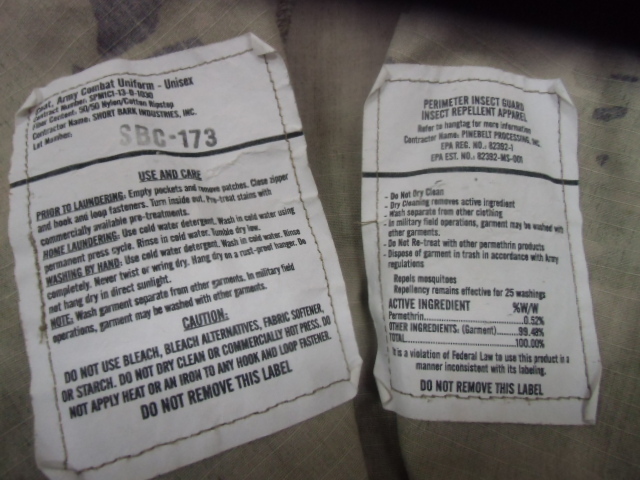 Coat, Army Combat Uniform - Unisex
Contract Number: SPM1C1-13-D-1030
Fiber Content: 50/50 Nylon/Cotton Ripstop
Contractor Name: SHORT BARK INDUSTRIES, INC.
Lot Number:
SBC-173
USE AND CARE
PRIOR TO LAUNDERING: Empty pockets and remove patches. Close zipper
and hook and loop fasteners. Turn inside out. Pre-treat stains with
commercially available pre-treatments.
HOME LAUNDERING: Use cold water detergent. Wash in cold water using
permanent press cycle. Rinse in cold water. Tumble dry low.
WASHING BY HAND: Use cold water detergent. Wash in cold water. Rinse
completely. Never twist or wring dry. Hang dry on a rust-proof hanger. Do
not hang dry in direct sunlight.
NOTE: Wash garment separate from other garments. In military field
operations, garment may be washed with other garments.
CAUTION:
DO NOT USE BLEACH, BLEACH ALTERNATIVES, FABRIC SOFTENER,
OR STARCH. DO NOT DRY CLEAN OR COMMERCIALLY HOT PRESS. DO
NOT APPLY HEAT OR AN IRON TO ANY HOOK AND LOOP FASTENER.
DO NOT REMOVE THIS LABEL
PERIMETER INSECT GUARD
INSECT REPELLENT APPAREL
Refer to hangtag for more information
Contractor Name: PINEBELT PROCESSING, INC.
EPA REG. NO.: 82392-1
EPA EST. NO.: 82392-MS-001
- Do Not Dry Clean
- Dry Cleaning removes active ingredient
- Wash separate from other clothing
- In military field operations, garment may be washed with
other garments.
- Do Not Re-treat with other permethrin products
- Dispose of garment in trash in accordance with Army
regulations
Repels mosquitoes
Repellency remains effective for 25 washings
ACTIVE INGREDIENT %W/W
Permethrin 0.52%
OTHER INGREDIENTS: (Garment) 99.48%
TOTAL 100.00%
It is a violation of Federal Law to use this product in a
manner inconsistent with its labeling.
DO NOT REMOVE THIS LABEL